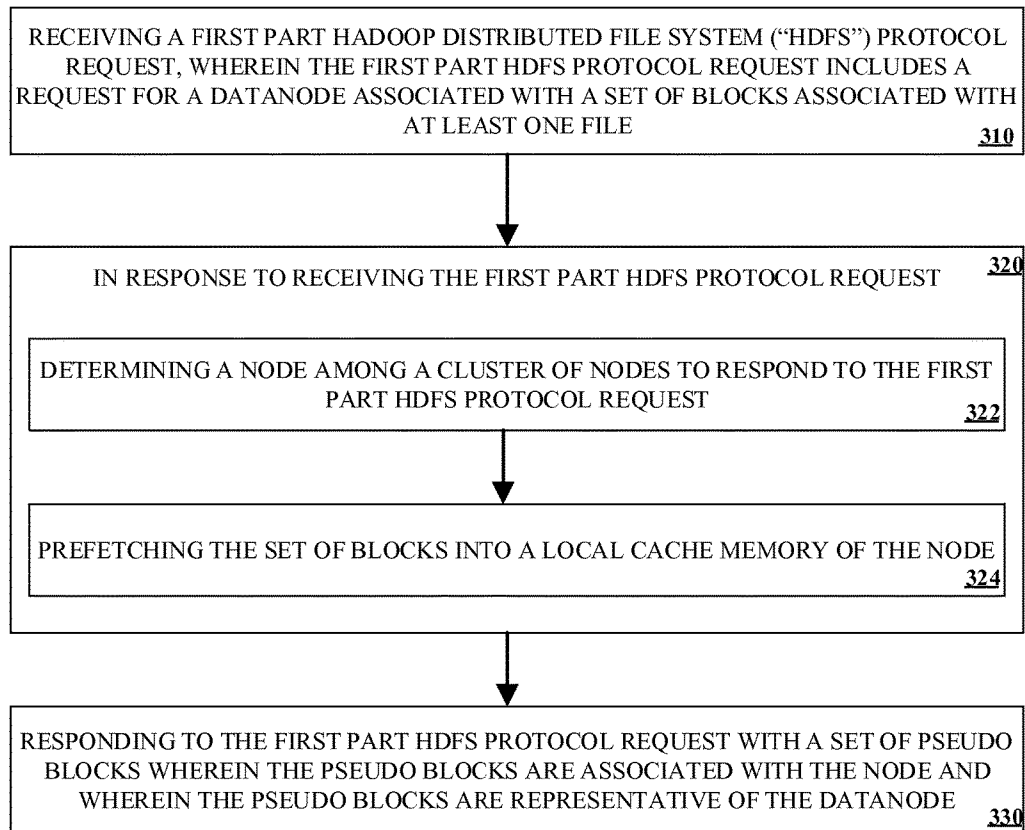 RECEIVING A FIRST PART HADOOP DISTRIBUTED FILE SYSTEM (“HDFS”) PROTOCOL
REQUEST, WHEREIN THE FIRST PART HDFS PROTOCOL REQUEST INCLUDES A
REQUEST FOR A DATANODE ASSOCIATED WITH A SET OF BLOCKS ASSOCIATED WITH
AT LEAST ONE FILE
310
320
IN RESPONSE TO RECEIVING THE FIRST PART HDFS PROTOCOL REQUEST
DETERMINING A NODE AMONG A CLUSTER OF NODES TO RESPOND TO THE FIRST
PART HDFS PROTOCOL REQUEST
322
PREFETCHING THE SET OF BLOCKS INTO A LOCAL CACHE MEMORY OF THE NODE
324
RESPONDING TO THE FIRST PART HDFS PROTOCOL REQUEST WITH A SET OF PSEUDO
BLOCKS WHEREIN THE PSEUDO BLOCKS ARE ASSOCIATED WITH THE NODE AND
WHEREIN THE PSEUDO BLOCKS ARE REPRESENTATIVE OF THE DATANODE
330